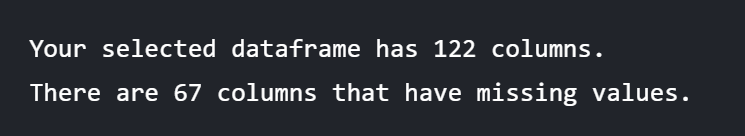 Your selected dataframe has 122 columns.
There are 67 columns that have missing values.